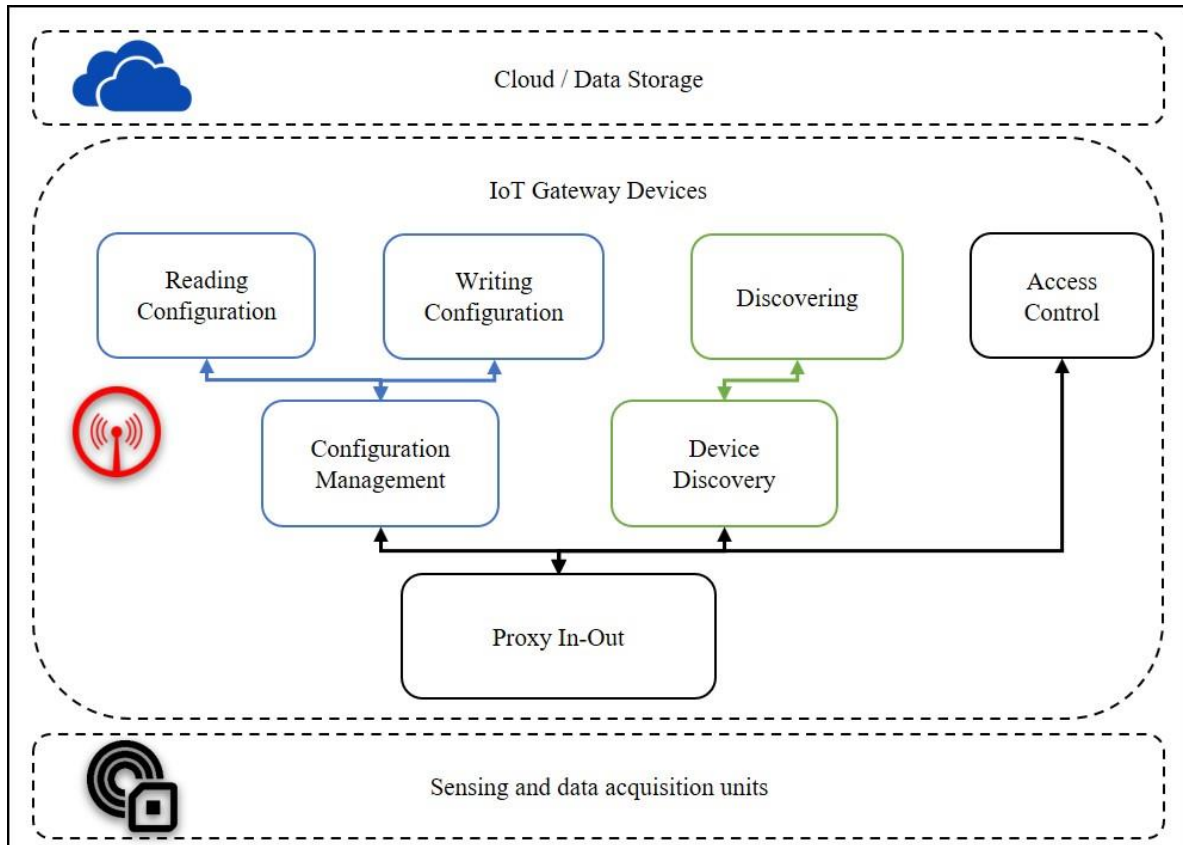 Cloud / Data Storage
IoT Gateway Devices
Reading
Configuration
Writing
Configuration
Discovering
Access
Control
Configuration
Management
Device
Discovery
Proxy In-Out
Sensing and data acquisition units